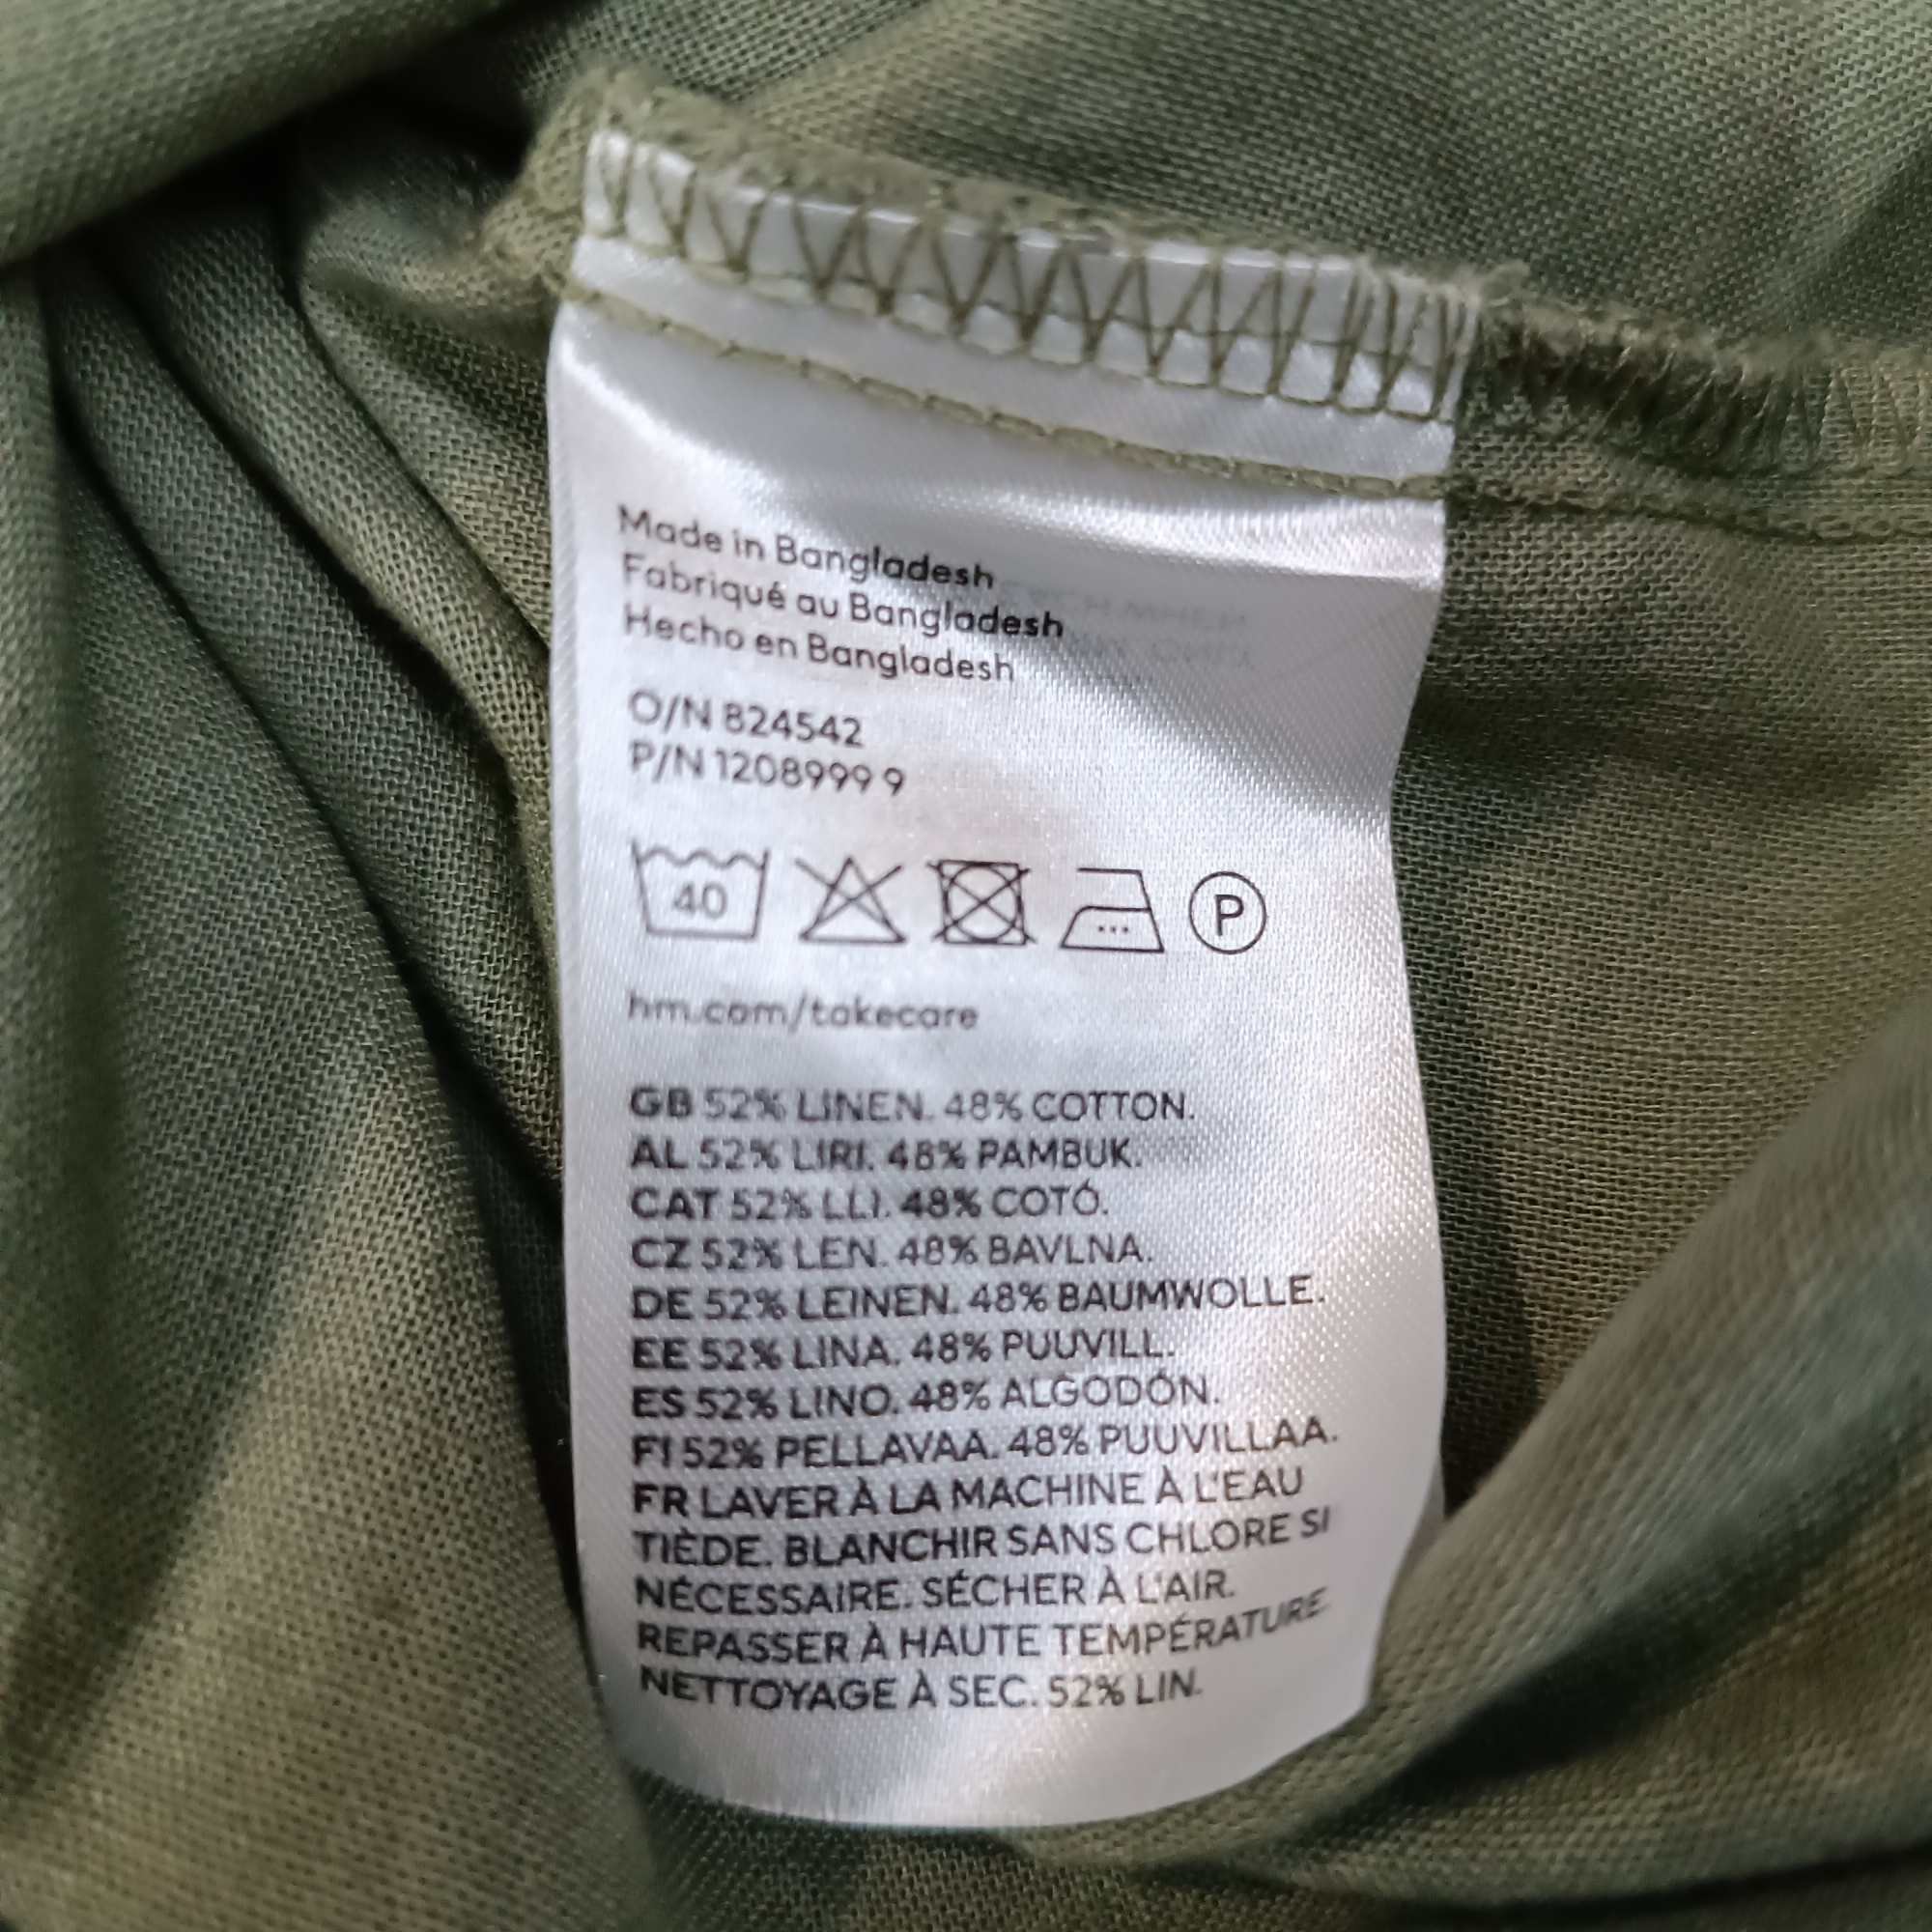 Made in Bangladesh
Fabriqué au Bangladesh
Hecho en Bangladesh
O/N 824542
P/N 1208999 9
40
P
hm.com/takecare
GB 52% LINEN. 48% COTTON.
AL 52% LIRI. 48% PAMBUK.
CAT 52% LLI. 48% COTÓ.
CZ 52% LEN. 48% BAVLNA.
DE 52% LEINEN. 48% BAUMWOLLE.
EE 52% LINA. 48% PUUVILL.
ES 52% LINO. 48% ALGODÓN.
FI 52% PELLAVAA. 48% PUUVILLAA.
FR LAVER À LA MACHINE À L'EAU
TIÈDE. BLANCHIR SANS CHLORE SI
NÉCESSAIRE. SÉCHER À L'AIR.
REPASSER À HAUTE TEMPÉRATURE.
NETTOYAGE À SEC. 52% LIN.